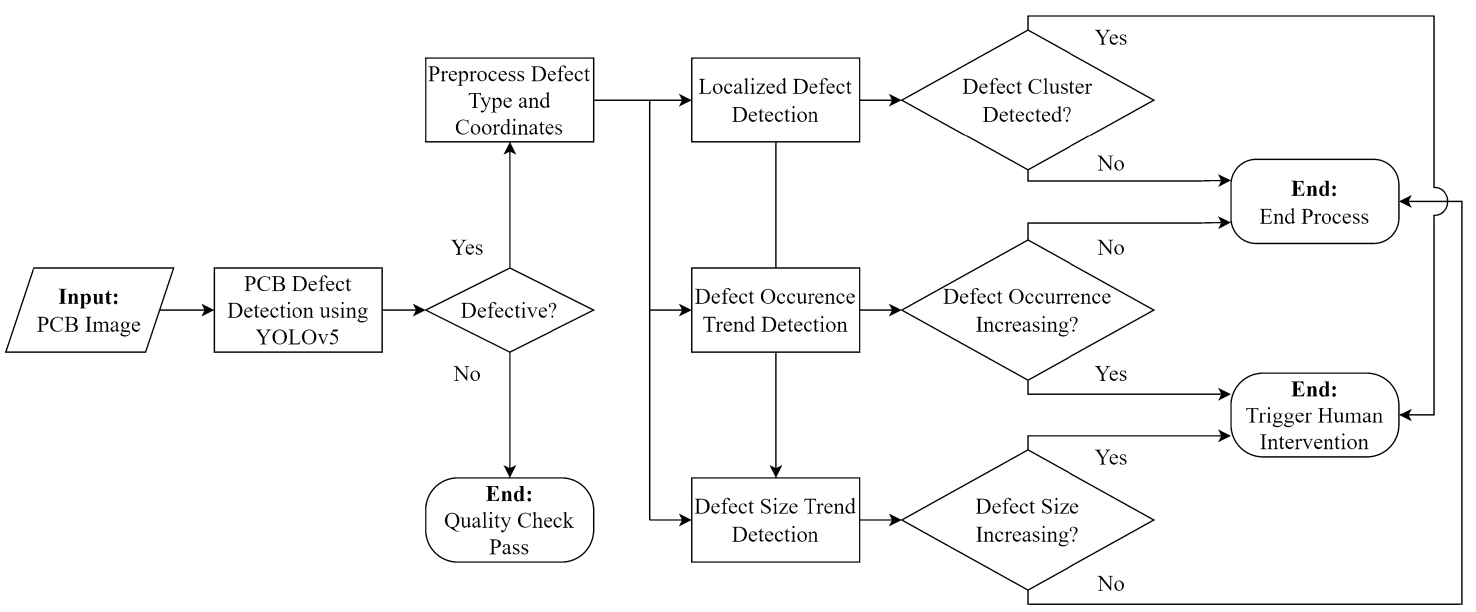 Input:
PCB Image
PCB Defect
Detection using
YOLOv5
Defective?
Yes
No
Preprocess Defect
Type and
Coordinates
End:
Quality Check
Pass
Localized Defect
Detection
Defect Cluster
Detected?
Yes
No
Defect Occurence
Trend Detection
Defect Occurrence
Increasing?
No
Yes
Defect Size Trend
Detection
Defect Size
Increasing?
Yes
No
End:
End Process
End:
Trigger Human
Intervention